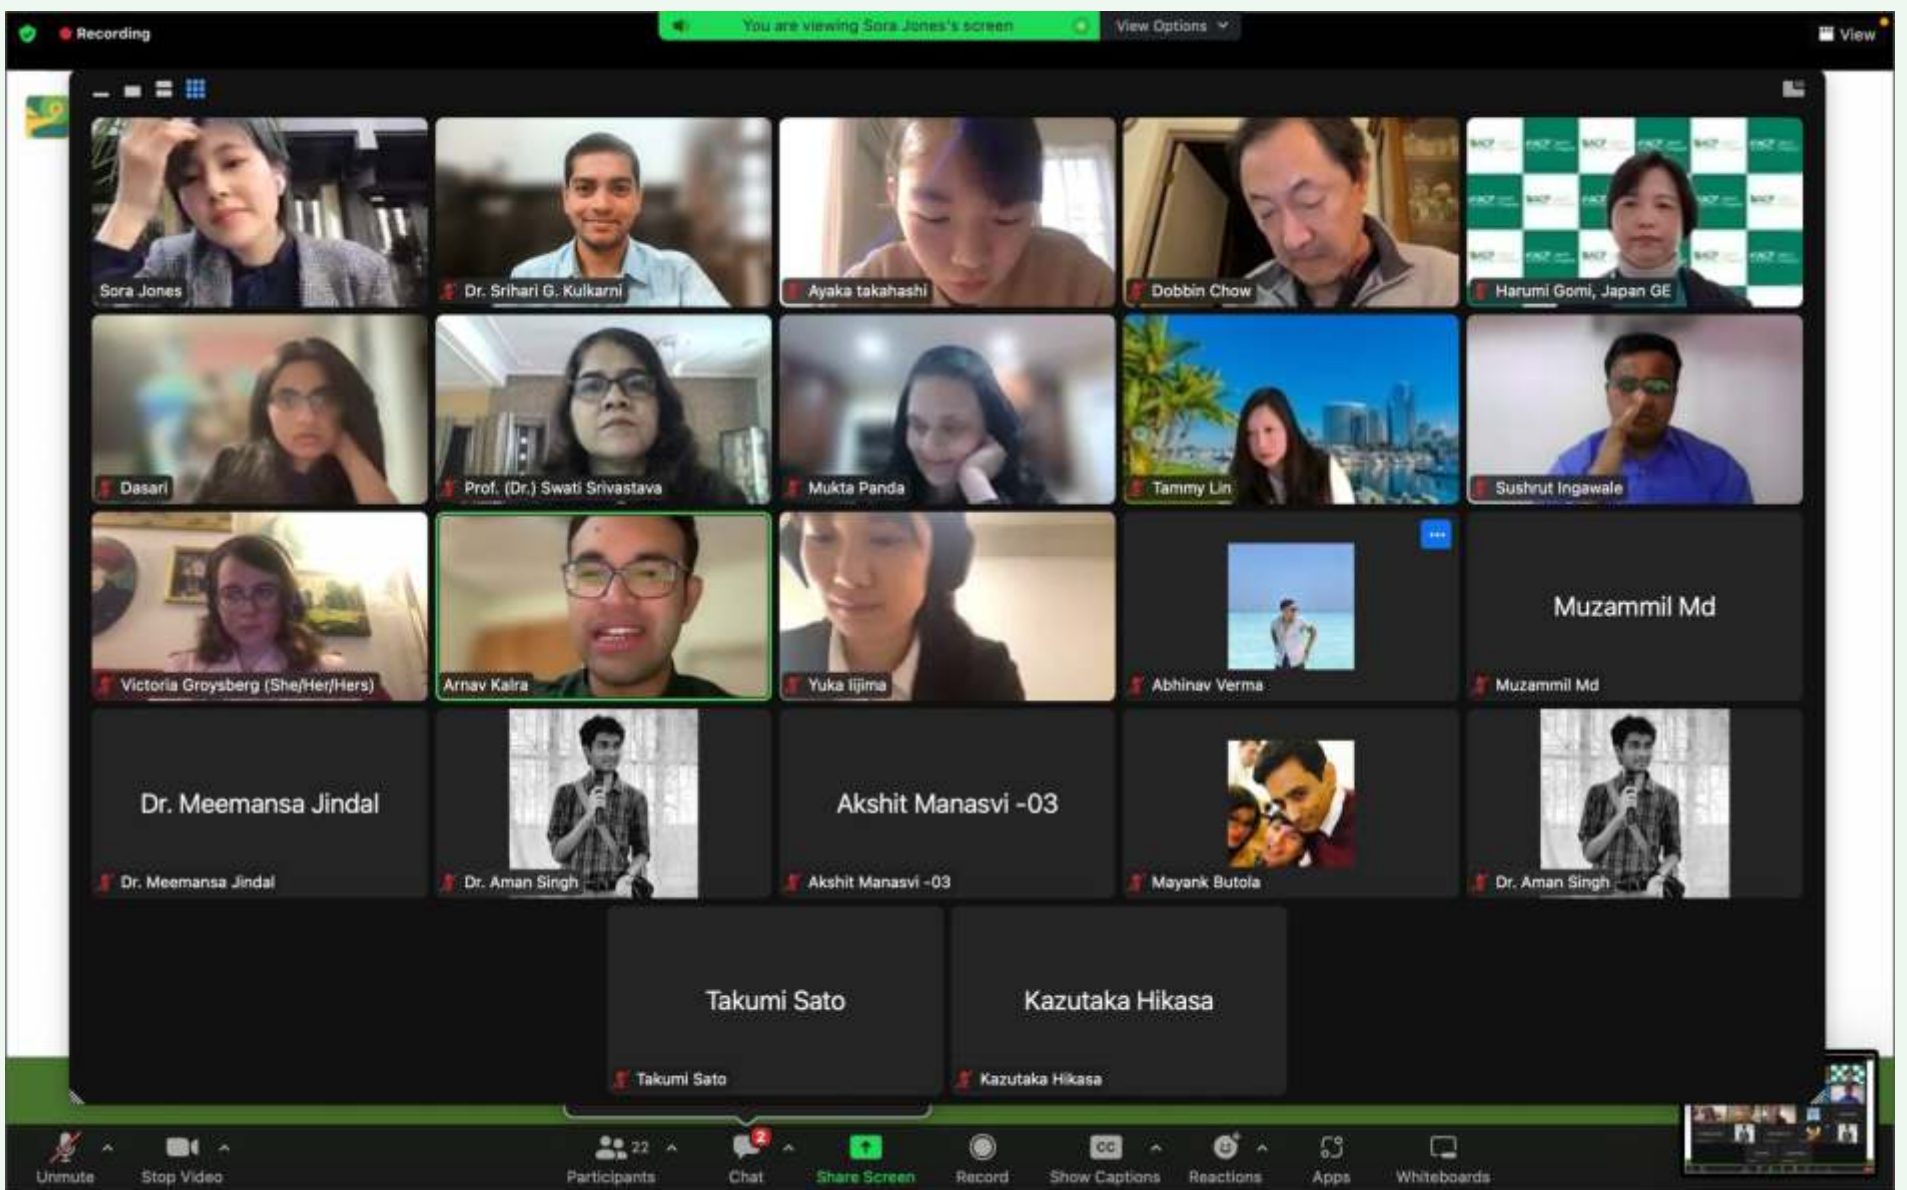 Recording
You are viewing Sora Jones's screen
View Options
View
Sora Jones
Dr. Srihari G. Kulkarni
Ayaka takahashi
Dobbin Chow
Harumi Gomi, Japan GE
Dasari
Prof. (Dr.) Swati Srivastava
Mukta Panda
Tammy Lin
Sushrut Ingawale
Victoria Groysberg (She/Her/Hers)
Arnav Kalra
Yuka Iijima
Abhinav Verma
Muzammil Md
Muzammil Md
Dr. Meemansa Jindal
Dr. Meemansa Jindal
Dr. Aman Singh
Akshit Manasvi -03
Akshit Manasvi -03
Mayank Butola
Dr. Aman Singh
Takumi Sato
Takumi Sato
Kazutaka Hikasa
Kazutaka Hikasa
Unmute
Stop Video
22
Participants
2
Chat
Share Screen
Record
CC
Show Captions
Reactions
Apps
Whiteboards